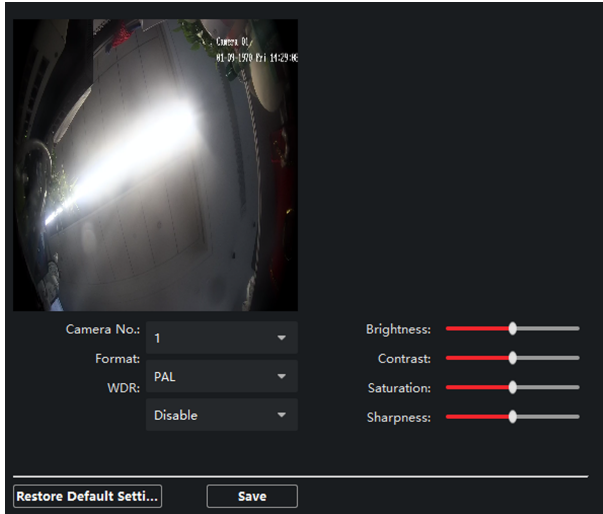 Camera 01
01-09-1970 Fri 14:29:06
Camera No.:
1
Format:
PAL
WDR:
Disable
Brightness:
Contrast:
Saturation:
Sharpness:
Restore Default Setti...
Save